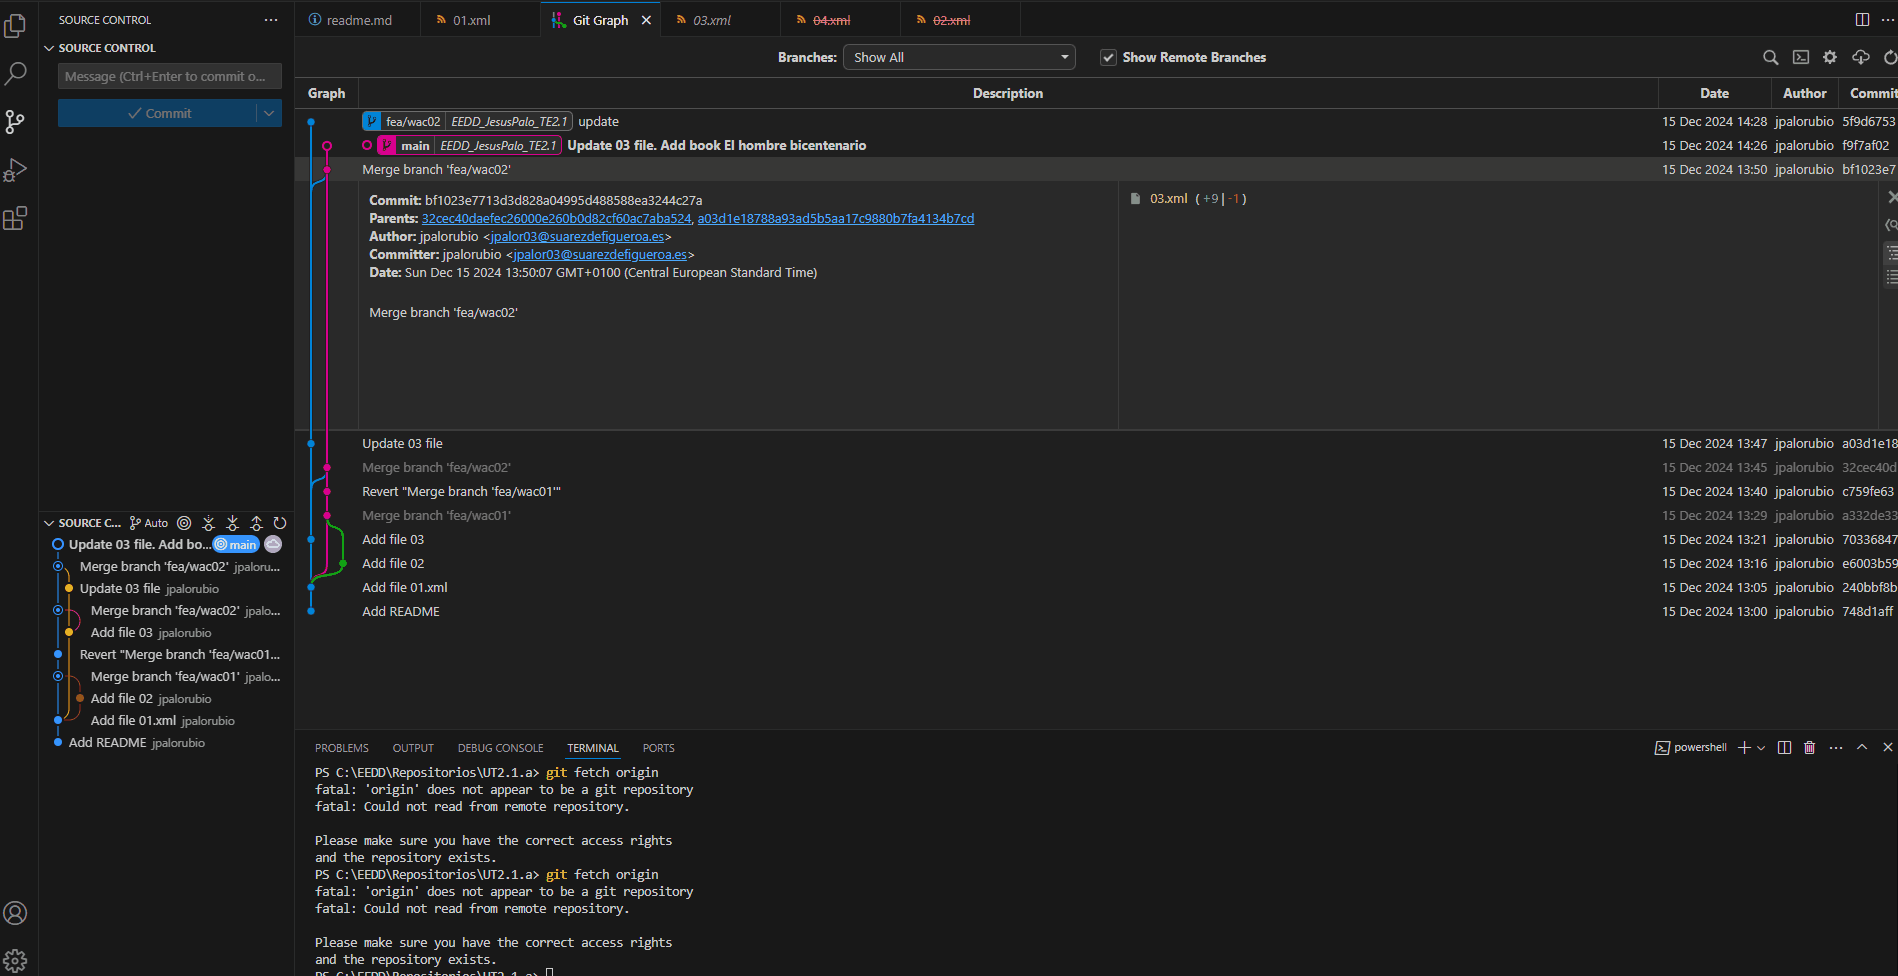 SOURCE CONTROL
SOURCE CONTROL
Message (Ctrl+Enter to commit o...
Commit
readme.md
01.xml
Git Graph
03.xml
04.xml
02.xml
Branches: Show All
Show Remote Branches
Graph Description Date Author Commit
fea/wac02 EEDD_JesusPalo_TE2.1 update 15 Dec 2024 14:28 jpalorubio 5f9d6753
main EEDD_JesusPalo_TE2.1 Update 03 file. Add book El hombre bicentenario 15 Dec 2024 14:26 jpalorubio f9f7af02
Merge branch 'fea/wac02' 15 Dec 2024 13:50 jpalorubio bf1023e7
Commit: bf1023e7713d3d828a04995d488588ea3244c27a
Parents: 32cec40daefec26000e260b0d82cf60ac7aba524, a03d1e18788a93ad5b5aa17c9880b7fa4134b7cd
Author: jpalorubio <jpalor03@suarezdefigueroa.es>
Committer: jpalorubio <jpalor03@suarezdefigueroa.es>
Date: Sun Dec 15 2024 13:50:07 GMT+0100 (Central European Standard Time)
Merge branch 'fea/wac02'
03.xml (+9|-1)
Update 03 file 15 Dec 2024 13:47 jpalorubio a03d1e18
Merge branch 'fea/wac02' 15 Dec 2024 13:45 jpalorubio 32cec40d
Revert "Merge branch 'fea/wac01'" 15 Dec 2024 13:40 jpalorubio c759fe63
Merge branch 'fea/wac01' 15 Dec 2024 13:29 jpalorubio a332de33
Add file 03 15 Dec 2024 13:21 jpalorubio 70336847
Add file 02 15 Dec 2024 13:16 jpalorubio e6003b59
Add file 01.xml 15 Dec 2024 13:05 jpalorubio 240bbf8b
Add README 15 Dec 2024 13:00 jpalorubio 748d1aff
SOURCE C... Auto
Update 03 file. Add bo... main
Merge branch 'fea/wac02' jpaloru...
Update 03 file jpalorubio
Merge branch 'fea/wac02' jpalo...
Add file 03 jpalorubio
Revert "Merge branch 'fea/wac01...
Merge branch 'fea/wac01' jpalo...
Add file 02 jpalorubio
Add file 01.xml jpalorubio
Add README jpalorubio
PROBLEMS OUTPUT DEBUG CONSOLE TERMINAL PORTS
powershell
PS C:\EEDD\Repositorios\UT2.1.a> git fetch origin
fatal: 'origin' does not appear to be a git repository
fatal: Could not read from remote repository.
Please make sure you have the correct access rights
and the repository exists.
PS C:\EEDD\Repositorios\UT2.1.a> git fetch origin
fatal: 'origin' does not appear to be a git repository
fatal: Could not read from remote repository.
Please make sure you have the correct access rights
and the repository exists.
PS C:\EEDD\Repositorios\UT2.1.a>